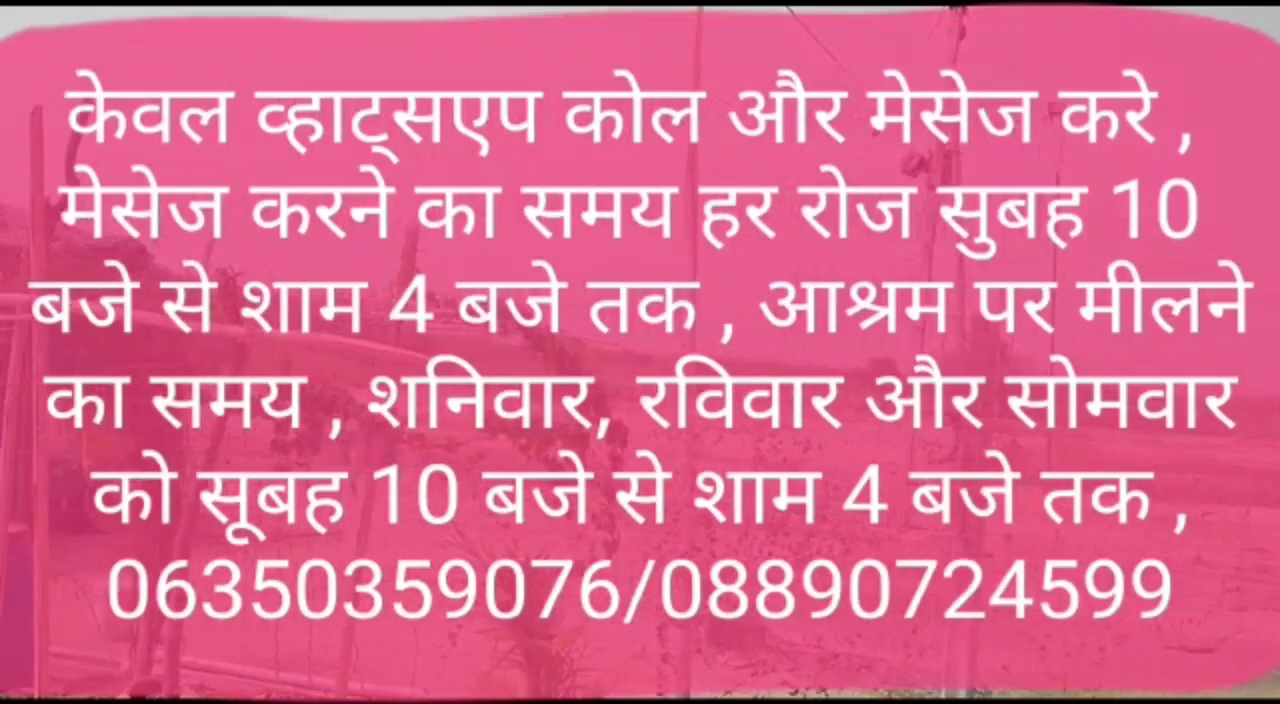 केवल व्हाट्सएप कोल और मेसेज करे ,
मेसेज करने का समय हर रोज सुबह 10
बजे से शाम 4 बजे तक , आश्रम पर मीलने
का समय , शनिवार, रविवार और सोमवार
को सूबह 10 बजे से शाम 4 बजे तक ,
06350359076/08890724599